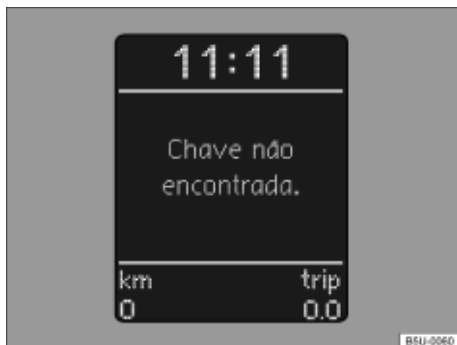 11:11
Chave não
encontrada.
km trip
0 0.0
B5U-0060